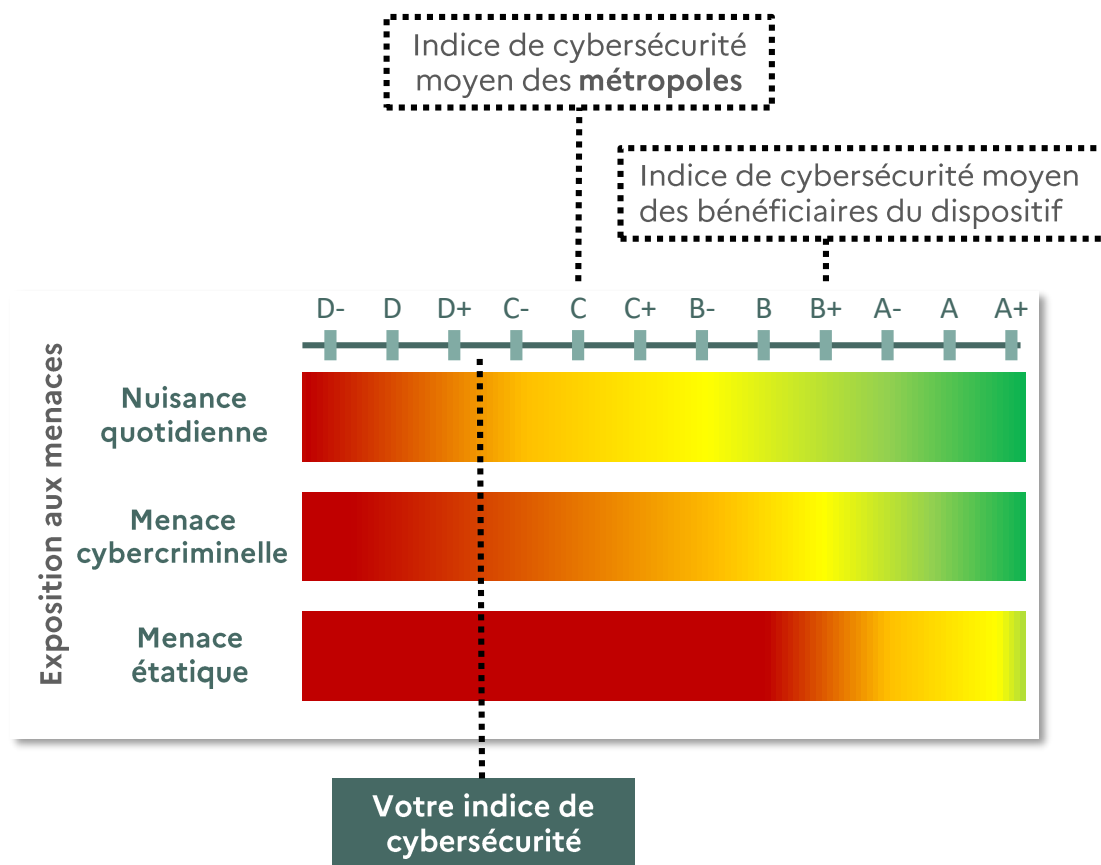 Indice de cybersécurité
moyen des métropoles
Indice de cybersécurité moyen
des bénéficiaires du dispositif
D- D D+ C- C C+ B- B B+ A- A A+
Exposition aux menaces
Nuisance
quotidienne
Menace
cybercriminelle
Menace
étatique
Votre indice de
cybersécurité